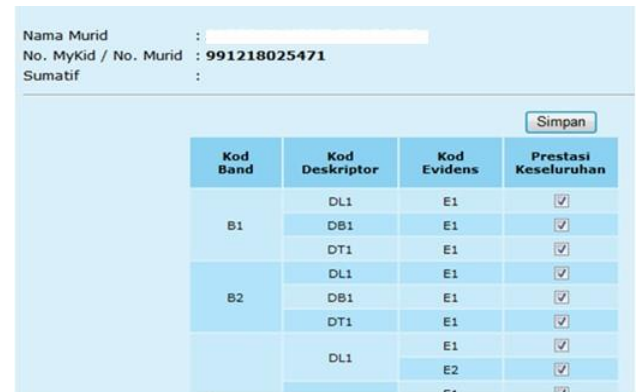 Nama Murid :
No. MyKid / No. Murid : 991218025471
Sumatif :
Simpan
Kod Band Kod Deskriptor Kod Evidens Prestasi Keseluruhan
B1 DL1 E1
DB1 E1
DT1 E1
B2 DL1 E1
DB1 E1
DT1 E1
DL1 E1
E2
E1